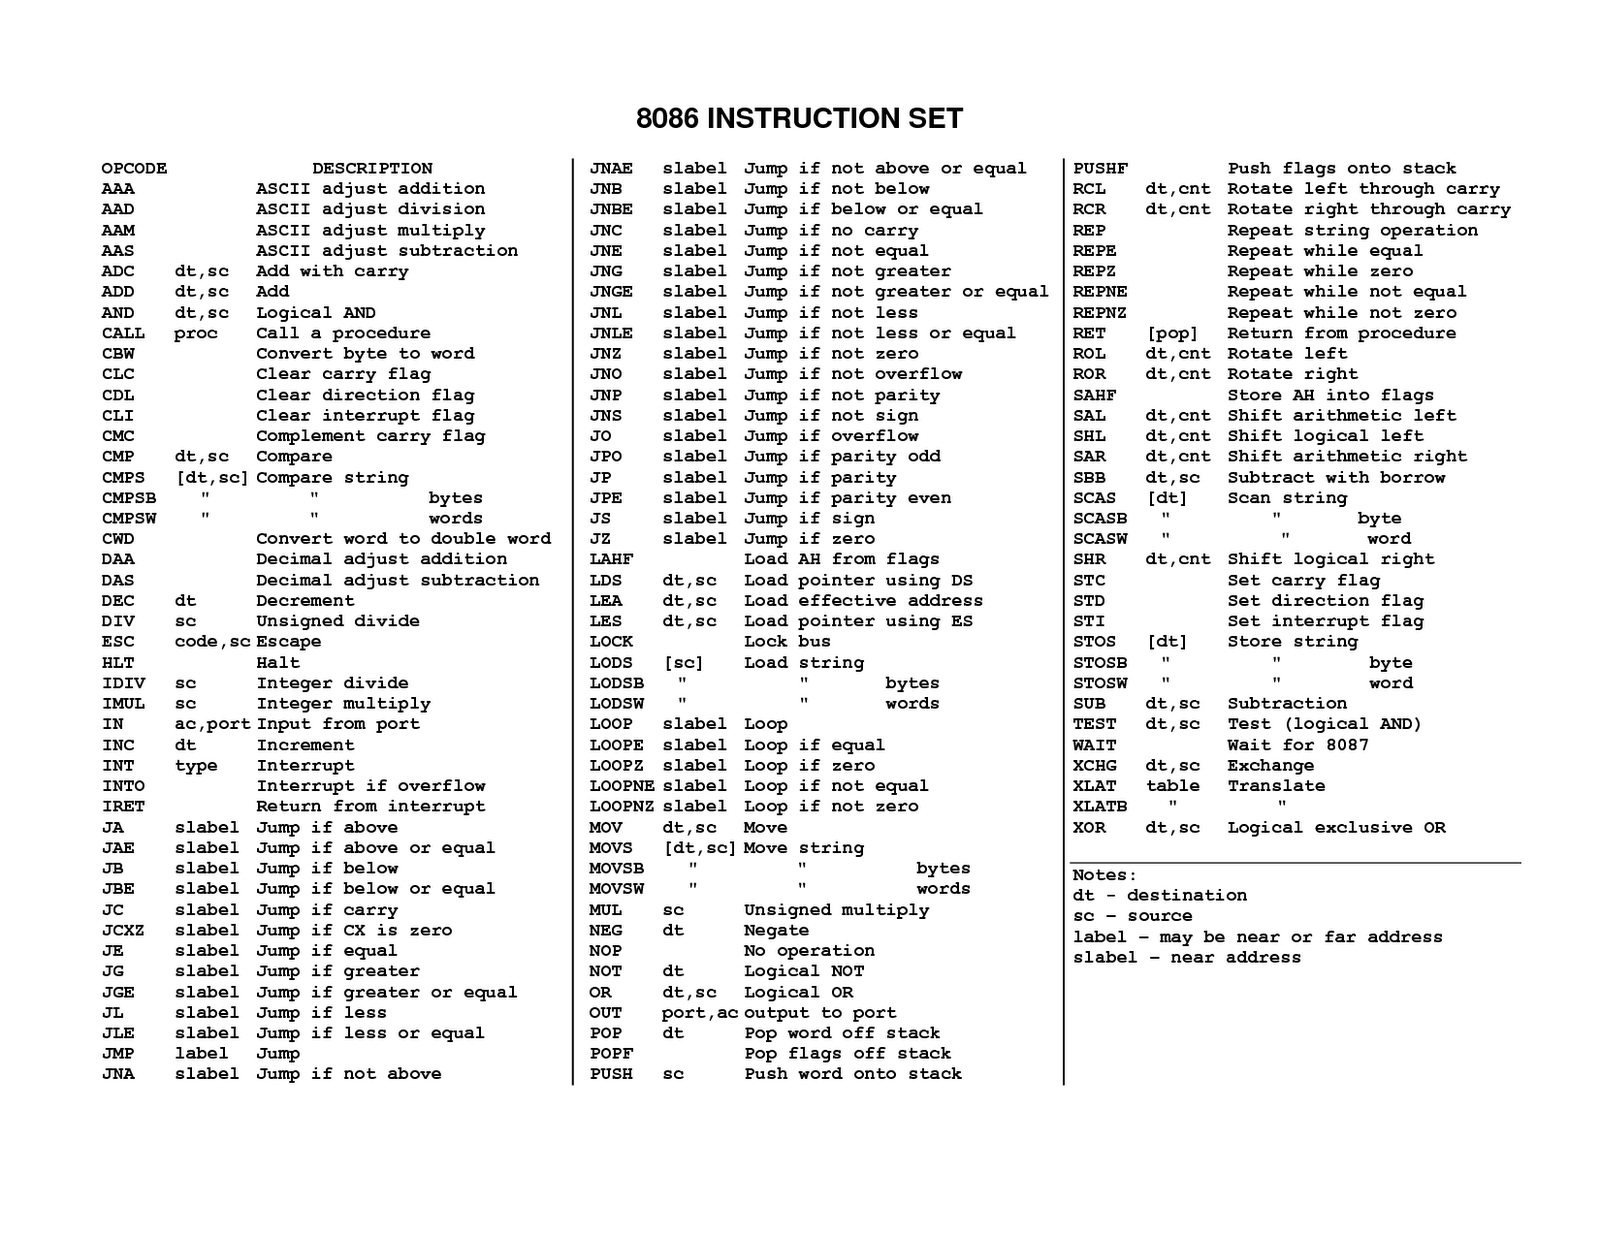 8086 INSTRUCTION SET
OPCODE DESCRIPTION
AAA ASCII adjust addition
AAD ASCII adjust division
AAM ASCII adjust multiply
AAS ASCII adjust subtraction
ADC dt,sc Add with carry
ADD dt,sc Add
AND dt,sc Logical AND
CALL proc Call a procedure
CBW Convert byte to word
CLC Clear carry flag
CDL Clear direction flag
CLI Clear interrupt flag
CMC Complement carry flag
CMP dt,sc Compare
CMPS [dt,sc] Compare string
CMPSB " " bytes
CMPSW " " words
CWD Convert word to double word
DAA Decimal adjust addition
DAS Decimal adjust subtraction
DEC dt Decrement
DIV sc Unsigned divide
ESC code,sc Escape
HLT Halt
IDIV sc Integer divide
IMUL sc Integer multiply
IN ac,port Input from port
INC dt Increment
INT type Interrupt
INTO Interrupt if overflow
IRET Return from interrupt
JA slabel Jump if above
JAE slabel Jump if above or equal
JB slabel Jump if below
JBE slabel Jump if below or equal
JC slabel Jump if carry
JCXZ slabel Jump if CX is zero
JE slabel Jump if equal
JG slabel Jump if greater
JGE slabel Jump if greater or equal
JL slabel Jump if less
JLE slabel Jump if less or equal
JMP label Jump
JNA slabel Jump if not above
JNAE slabel Jump if not above or equal
JNB slabel Jump if not below
JNBE slabel Jump if below or equal
JNC slabel Jump if no carry
JNE slabel Jump if not equal
JNG slabel Jump if not greater
JNGE slabel Jump if not greater or equal
JNL slabel Jump if not less
JNLE slabel Jump if not less or equal
JNZ slabel Jump if not zero
JNO slabel Jump if not overflow
JNP slabel Jump if not parity
JNS slabel Jump if not sign
JO slabel Jump if overflow
JPO slabel Jump if parity odd
JP slabel Jump if parity
JPE slabel Jump if parity even
JS slabel Jump if sign
JZ slabel Jump if zero
LAHF Load AH from flags
LDS dt,sc Load pointer using DS
LEA dt,sc Load effective address
LES dt,sc Load pointer using ES
LOCK Lock bus
LODS [sc] Load string
LODSB " " bytes
LODSW " " words
LOOP slabel Loop
LOOPE slabel Loop if equal
LOOPZ slabel Loop if zero
LOOPNE slabel Loop if not equal
LOOPNZ slabel Loop if not zero
MOV dt,sc Move
MOVS [dt,sc] Move string
MOVSB " " bytes
MOVSW " " words
MUL sc Unsigned multiply
NEG dt Negate
NOP No operation
NOT dt Logical NOT
OR dt,sc Logical OR
OUT port,ac output to port
POP dt Pop word off stack
POPF Pop flags off stack
PUSH sc Push word onto stack
PUSHF Push flags onto stack
RCL dt,cnt Rotate left through carry
RCR dt,cnt Rotate right through carry
REP Repeat string operation
REPE Repeat while equal
REPZ Repeat while zero
REPNE Repeat while not equal
REPNZ Repeat while not zero
RET [pop] Return from procedure
ROL dt,cnt Rotate left
ROR dt,cnt Rotate right
SAHF Store AH into flags
SAL dt,cnt Shift arithmetic left
SHL dt,cnt Shift logical left
SAR dt,cnt Shift arithmetic right
SBB dt,sc Subtract with borrow
SCAS [dt] Scan string
SCASB " " byte
SCASW " " word
SHR dt,cnt Shift logical right
STC Set carry flag
STD Set direction flag
STI Set interrupt flag
STOS [dt] Store string
STOSB " " byte
STOSW " " word
SUB dt,sc Subtraction
TEST dt,sc Test (logical AND)
WAIT Wait for 8087
XCHG dt,sc Exchange
XLAT table Translate
XLATB " "
XOR dt,sc Logical exclusive OR
Notes:
dt - destination
sc – source
label – may be near or far address
slabel – near address